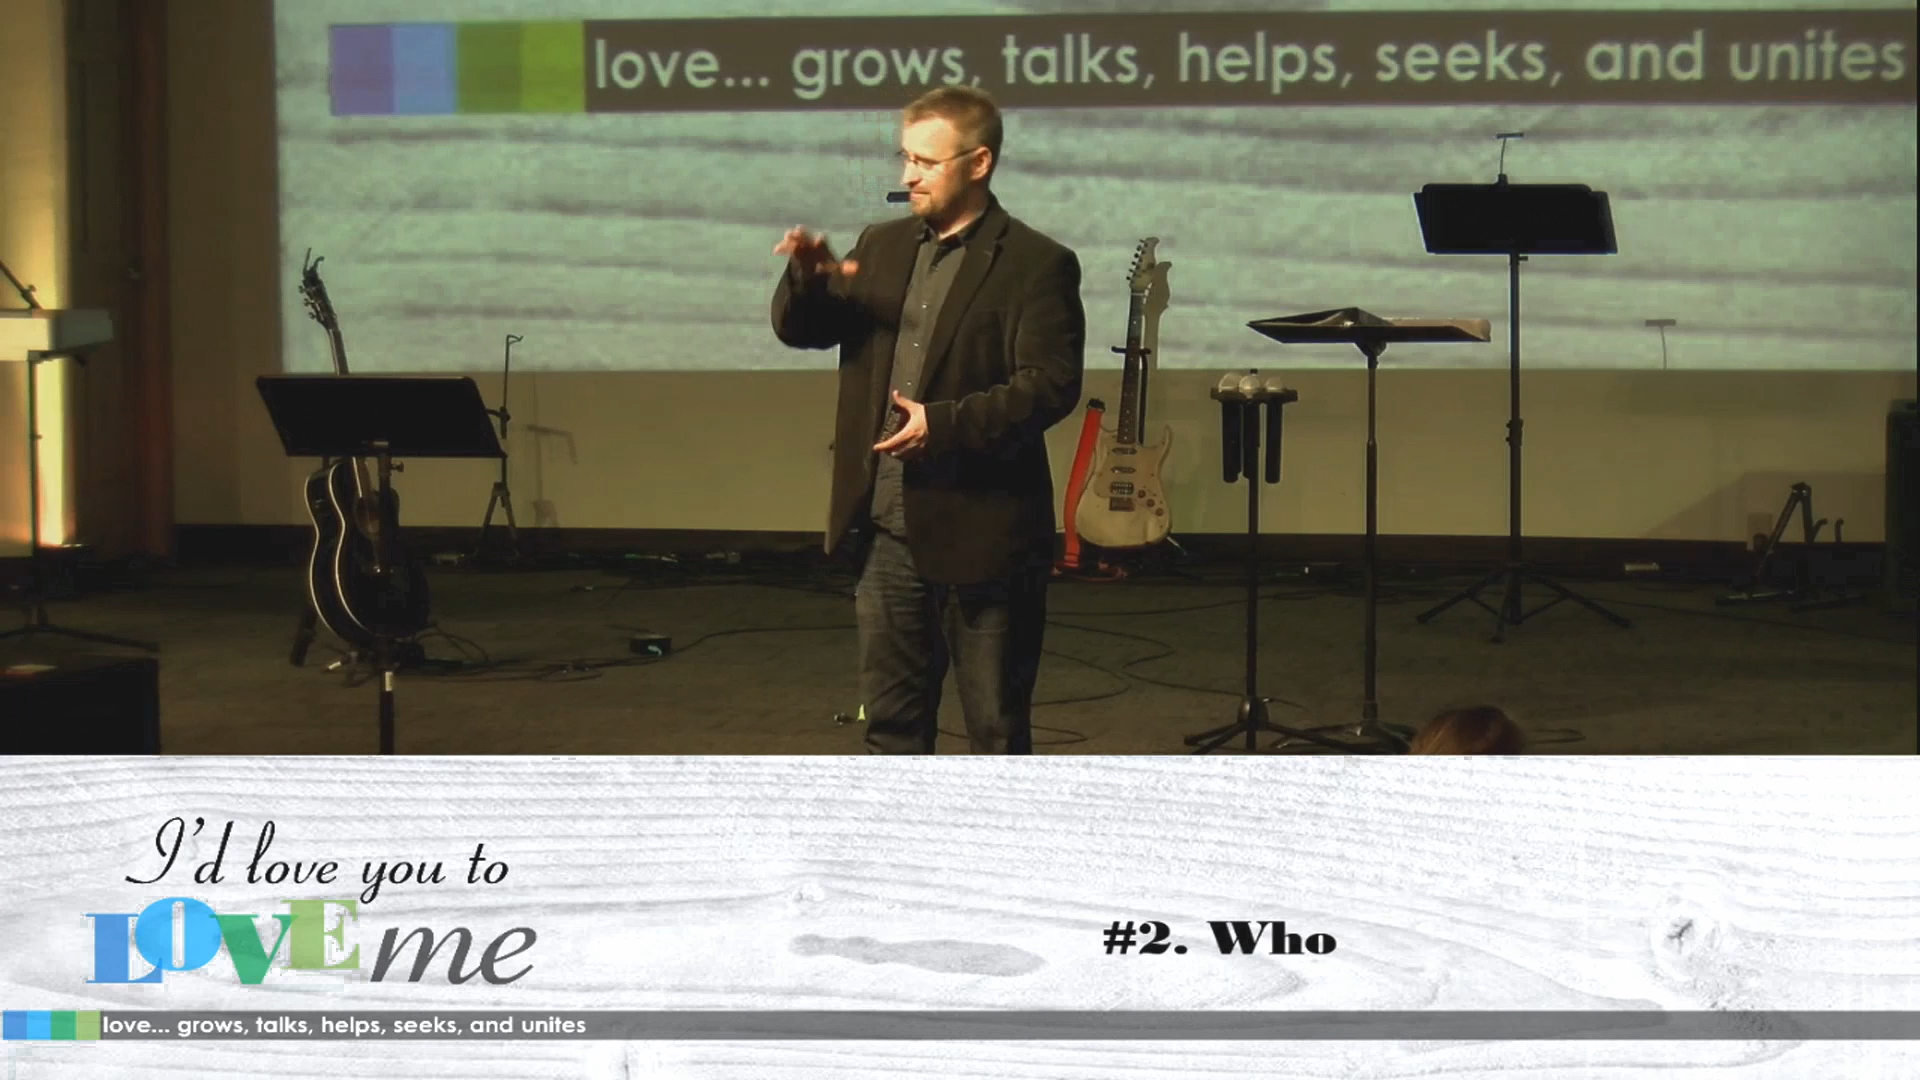 love... grows, talks, helps, seeks, and unites
I'd love you to
LOVE me
#2. Who
love... grows, talks, helps, seeks, and unites